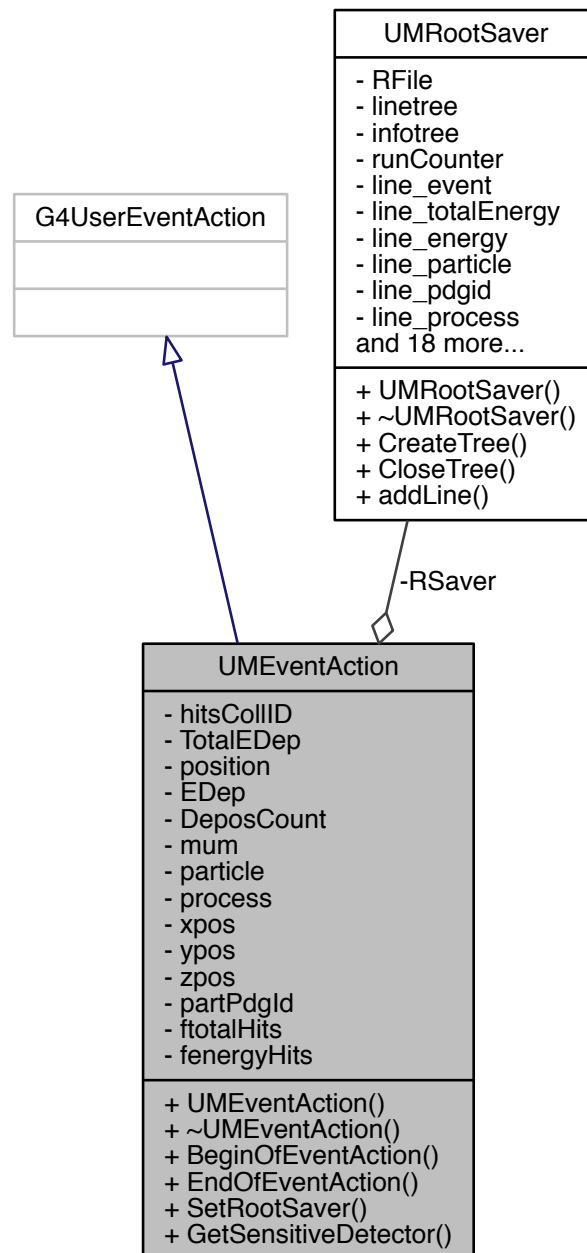 UMRootSaver
- RFile
- linetree
- infotree
- runCounter
- line_event
- line_totalEnergy
- line_energy
- line_particle
- line_pdgid
- line_process
and 18 more...
+ UMRootSaver()
+ ~UMRootSaver()
+ CreateTree()
+ CloseTree()
+ addLine()
G4UserEventAction
-RSaver
UMEventAction
- hitsCollID
- TotalEDep
- position
- EDep
- DeposCount
- mum
- particle
- process
- xpos
- ypos
- zpos
- partPdgId
- ftotalHits
- fenergyHits
+ UMEventAction()
+ ~UMEventAction()
+ BeginOfEventAction()
+ EndOfEventAction()
+ SetRootSaver()
+ GetSensitiveDetector()